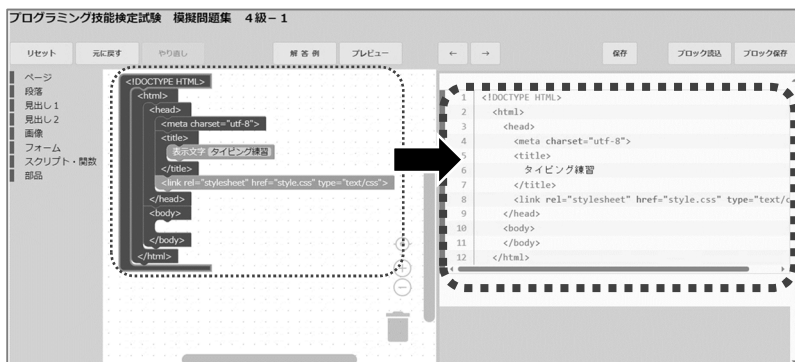 プログラミング技能検定試験　模擬問題集　４級－１
リセット 元に戻す やり直し 解 答 例 プレビュー ← → 保存 ブロック読込 ブロック保存
ページ
段落
見出し１
見出し２
画像
フォーム
スクリプト・関数
部品
<!DOCTYPE HTML>
<html>
<head>
<meta charset="utf-8">
<title>
表示文字 タイピング練習
</title>
<link rel="stylesheet" href="style.css" type="text/css">
</head>
<body>
</body>
</html>
1 <!DOCTYPE HTML>
2 <html>
3 <head>
4 <meta charset="utf-8">
5 <title>
6 タイピング練習
7 </title>
8 <link rel="stylesheet" href="style.css" type="text/c
9 </head>
10 <body>
11 </body>
12 </html>